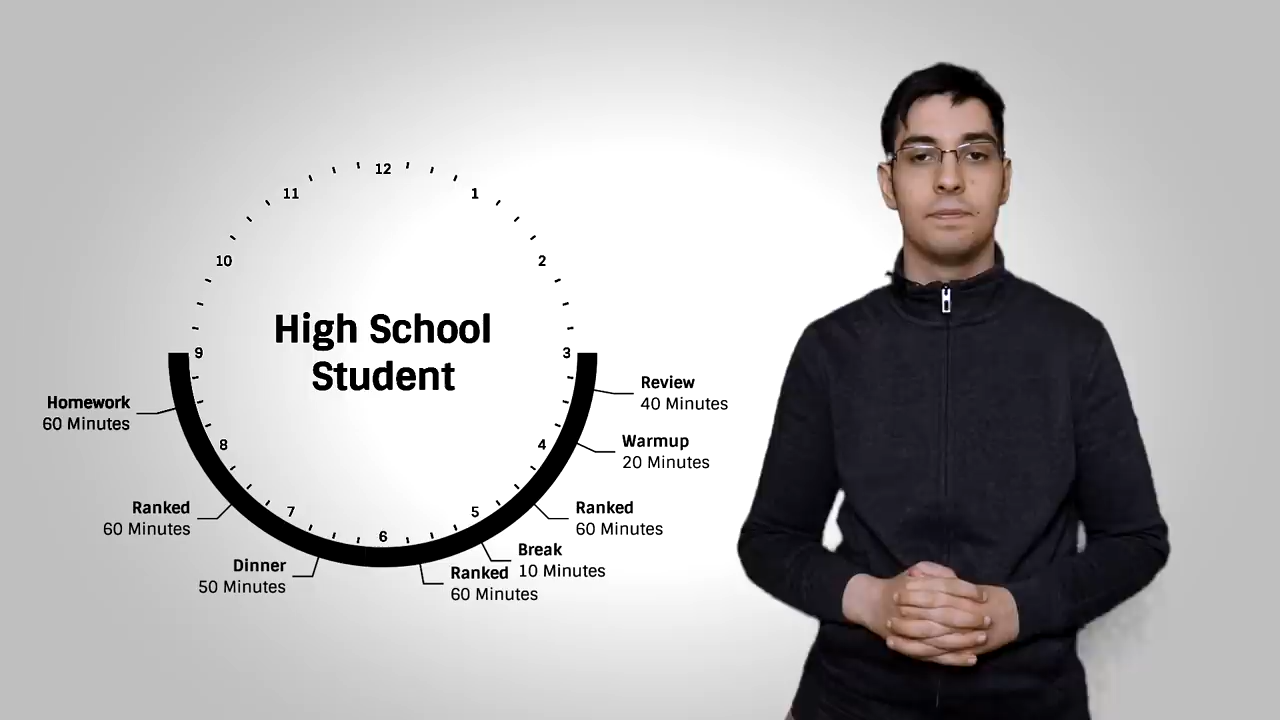 12
11
1
10
2
High School
Student
9
3
Review
40 Minutes
Homework
60 Minutes
8
4
Warmup
20 Minutes
Ranked
60 Minutes
7
5
Ranked
60 Minutes
6
Break
10 Minutes
Dinner
50 Minutes
Ranked
60 Minutes